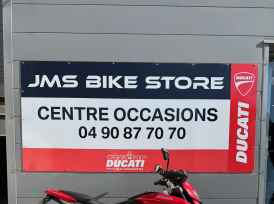 JMS BIKE STORE
CENTRE OCCASIONS
04 90 87 70 70
DUCATI
DUCATI